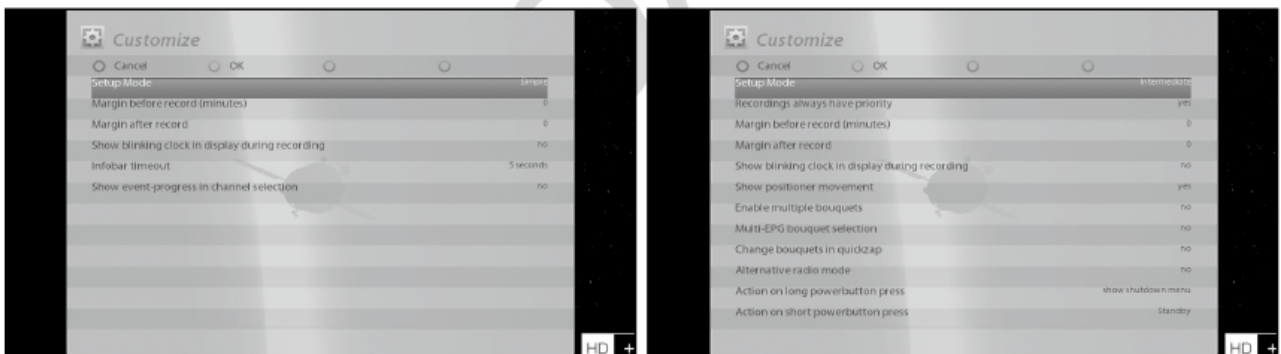 Customize
Cancel OK
Setup Mode Simple
Margin before record (minutes) 0
Margin after record 0
Show blinking clock in display during recording no
Infobar timeout 5 seconds
Show event-progress in channel selection no
HD +
Customize
Cancel OK
Setup Mode Intermediate
Recordings always have priority yes
Margin before record (minutes) 0
Margin after record 0
Show blinking clock in display during recording no
Show positioner movement yes
Enable multiple bouquets no
Multi-EPG bouquet selection no
Change bouquets in quickzap no
Alternative radio mode no
Action on long powerbutton press show shutdown menu
Action on short powerbutton press Standby
HD +